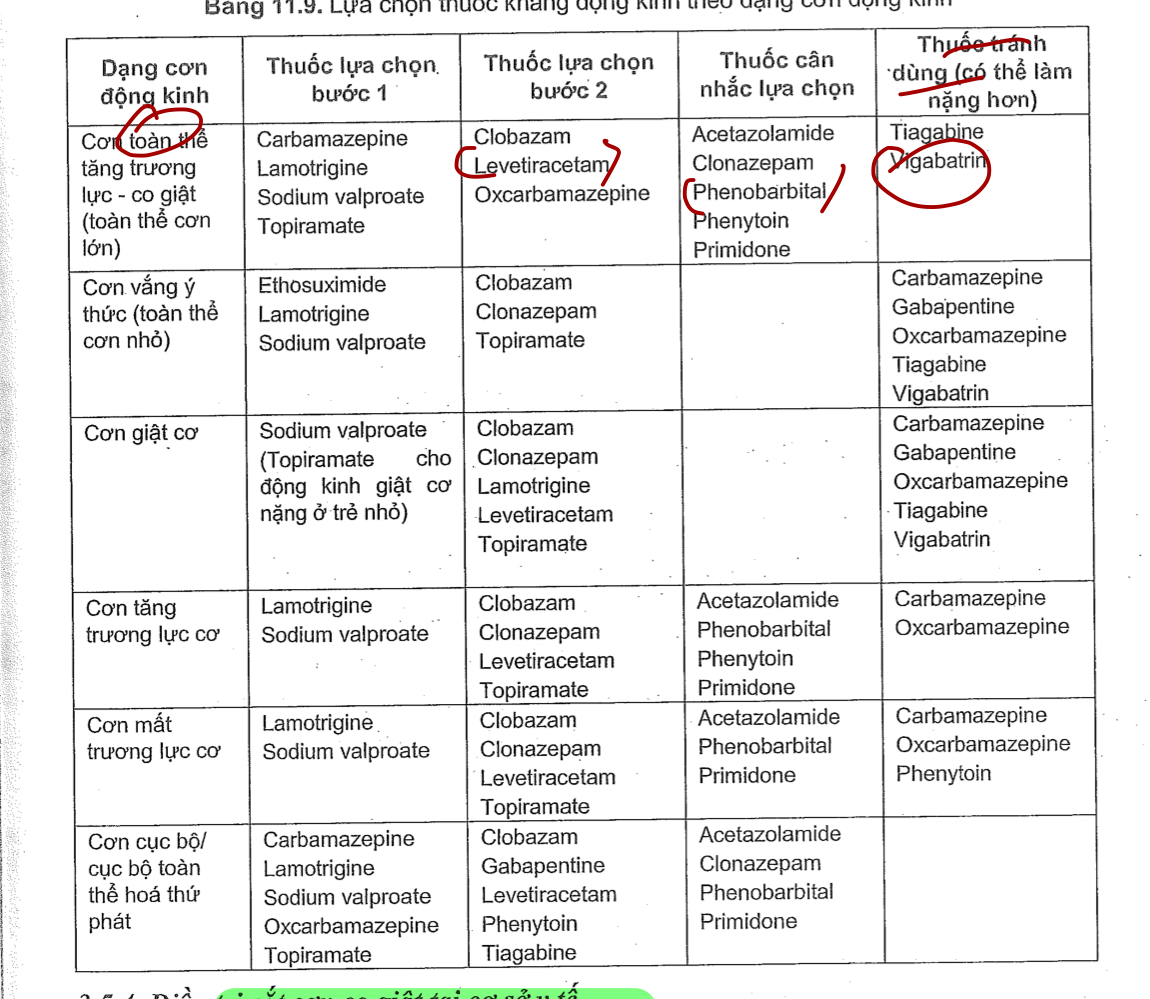 Bảng 11.9. Lựa chọn thuốc kháng động kinh theo dạng cơn động kinh
Dạng cơn
động kinh
Thuốc lựa chọn
bước 1
Thuốc lựa chọn
bước 2
Thuốc cân
nhắc lựa chọn
Thuốc tránh
dùng (có thể làm
nặng hơn)
Cơn toàn thể
tăng trương
lực - co giật
(toàn thể cơn
lớn)
Carbamazepine
Lamotrigine
Sodium valproate
Topiramate
Clobazam
Levetiracetam
Oxcarbamazepine
Acetazolamide
Clonazepam
Phenobarbital
Phenytoin
Primidone
Tiagabine
Vigabatrin
Cơn vắng ý
thức (toàn thể
cơn nhỏ)
Ethosuximide
Lamotrigine
Sodium valproate
Clobazam
Clonazepam
Topiramate
Carbamazepine
Gabapentine
Oxcarbamazepine
Tiagabine
Vigabatrin
Cơn giật cơ
Sodium valproate
(Topiramate cho
động kinh giật cơ
nặng ở trẻ nhỏ)
Clobazam
Clonazepam
Lamotrigine
Levetiracetam
Topiramate
Carbamazepine
Gabapentine
Oxcarbamazepine
Tiagabine
Vigabatrin
Cơn tăng
trương lực cơ
Lamotrigine
Sodium valproate
Clobazam
Clonazepam
Levetiracetam
Topiramate
Acetazolamide
Phenobarbital
Phenytoin
Primidone
Carbamazepine
Oxcarbamazepine
Cơn mất
trương lực cơ
Lamotrigine
Sodium valproate
Clobazam
Clonazepam
Levetiracetam
Topiramate
Acetazolamide
Phenobarbital
Primidone
Carbamazepine
Oxcarbamazepine
Phenytoin
Cơn cục bộ/
cục bộ toàn
thể hoá thứ
phát
Carbamazepine
Lamotrigine
Sodium valproate
Oxcarbamazepine
Topiramate
Clobazam
Gabapentine
Levetiracetam
Phenytoin
Tiagabine
Acetazolamide
Clonazepam
Phenobarbital
Primidone
cắt cơn co giật tại cơ sở y tế